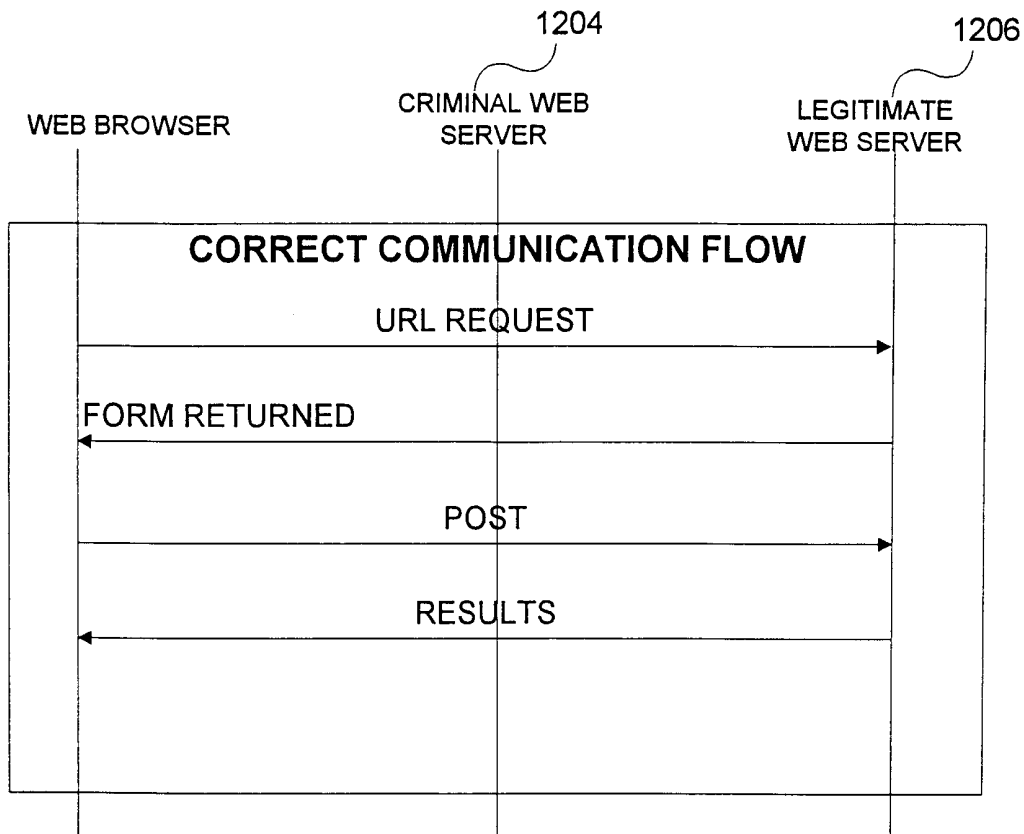 1204
1206
WEB BROWSER
CRIMINAL WEB
SERVER
LEGITIMATE
WEB SERVER
CORRECT COMMUNICATION FLOW
URL REQUEST
FORM RETURNED
POST
RESULTS